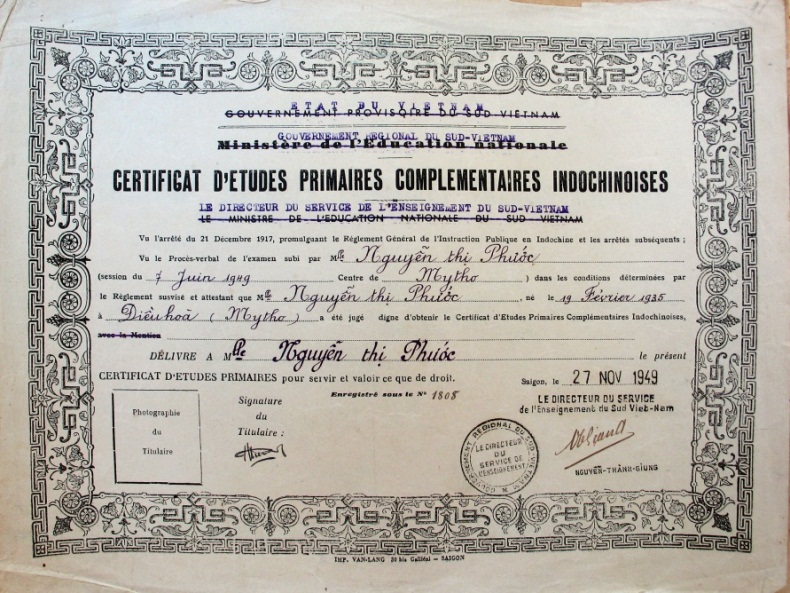 ETAT DU VIETNAM
GOUVERNEMENT PROVISOIRE DU SUD VIETNAM
GOUVERNEMENT REGIONAL DU SUD-VIETNAM
Ministère de l'Education nationale
CERTIFICAT D'ETUDES PRIMAIRES COMPLEMENTAIRES INDOCHINOISES
LE DIRECTEUR DU SERVICE DE L'ENSEIGNEMENT DU SUD-VIETNAM
LE MINISTRE DE L'EDUCATION NATIONALE DU SUD VIETNAM
Vu l'arrêté du 21 Décembre 1917, promulguant le Règlement Général de l'Instruction Publique en Indochine et les arrêtés subséquents ;
Vu le Procès-verbal de l'examen subi par Mlle Nguyễn thị Phước
(session du 7 Juin 1949 Centre de Mytho ) dans les conditions déterminées par
le Règlement susvisé et attestant que Mlle Nguyễn thị Phước, né le 19 Février 1935
à Diêuhoà (Mytho) a été jugé digne d'obtenir le Certificat d'Etudes Primaires Complémentaires Indochinoises,
avec la Mention
DÉLIVRE A Mlle Nguyễn thị Phước le présent
CERTIFICAT D'ETUDES PRIMAIRES pour servir et valoir ce que de droit.
Saigon, le 27 NOV 1949
Enregistré sous le N° 1808
Photographie
du
Titulaire
Signature
du
Titulaire :
LE DIRECTEUR DU SERVICE
de l'Enseignement du Sud Viet-Nam
GOUVERNEMENT REGIONAL DU SUD-VIETNAM
LE DIRECTEUR
DU
SERVICE DE
L'ENSEIGNEMENT
NGUYỄN-THÀNH-GIUNG
IMP. VAN-LANG — SAIGON